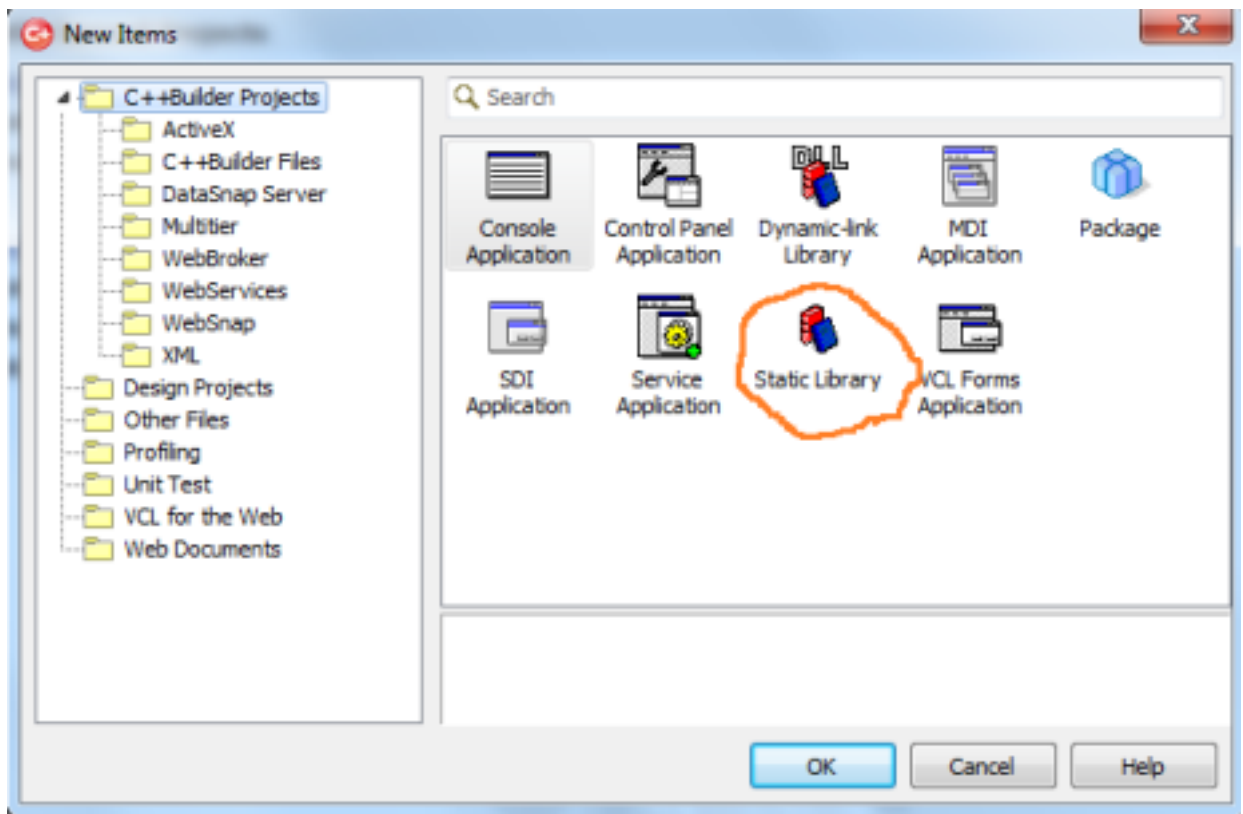 New Items
C++Builder Projects
ActiveX
C++Builder Files
DataSnap Server
Multitier
WebBroker
WebServices
WebSnap
XML
Design Projects
Other Files
Profiling
Unit Test
VCL for the Web
Web Documents
Search
DLL
Console
Application
Control Panel
Application
Dynamic-link
Library
MDI
Application
Package
SDI
Application
Service
Application
Static Library
VCL Forms
Application
OK
Cancel
Help